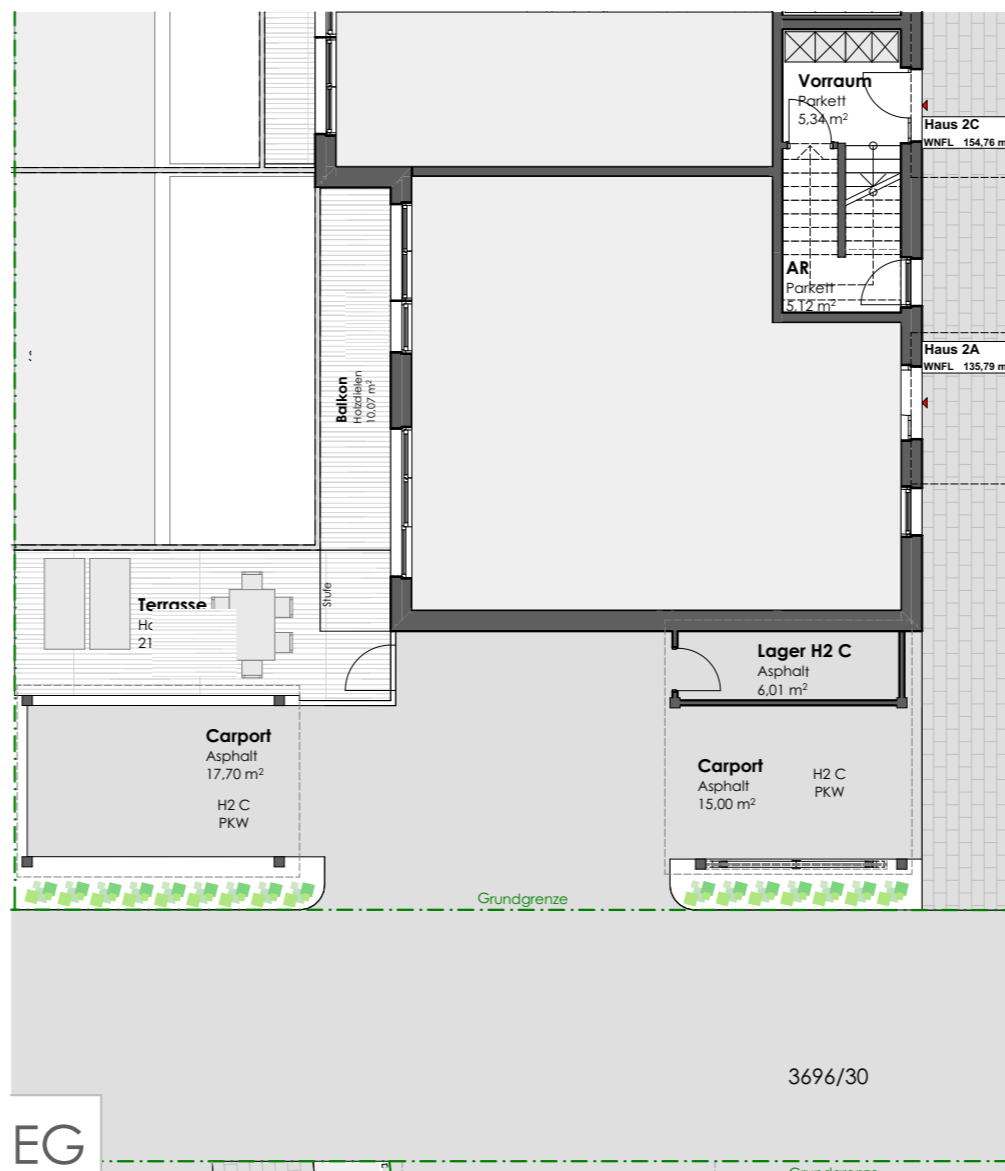 Vorraum
Parkett
5,34 m²
Haus 2C
WNFL 154,76 m
AR
Parkett
5,12 m²
Haus 2A
WNFL 135,79 m
Balkon
Holzdielen
10,07 m²
Stufe
Terrasse
21
Lager H2 C
Asphalt
6,01 m²
Carport
Asphalt
17,70 m²
H2 C
PKW
Carport
Asphalt
15,00 m²
H2 C
PKW
Grundgrenze
3696/30
EG
Grundgrenze